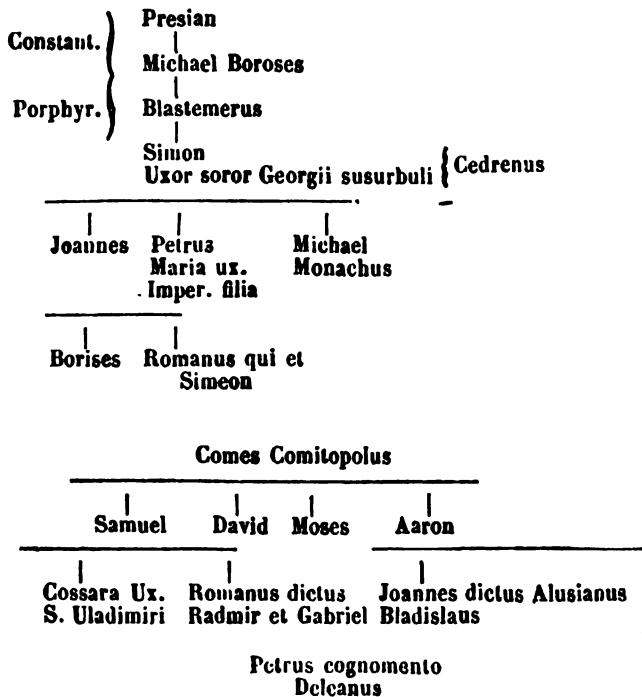 Presian
Constant.
Michael Boroses
Porphyr. Blastemerus
Simon
Uxor soror Georgii susurbuli Cedrenus
Joannes Petrus Michael
Maria ux. Monachus
Imper. filia
Borises Romanus qui et
Simeon
Comes Comitopolus
Samuel David Moses Aaron
Cossara Ux. Romanus dictus Joannes dictus Alusianus
S. Uladimiri Radmir et Gabriel Bladislaus
Petrus cognomento
Deleanus